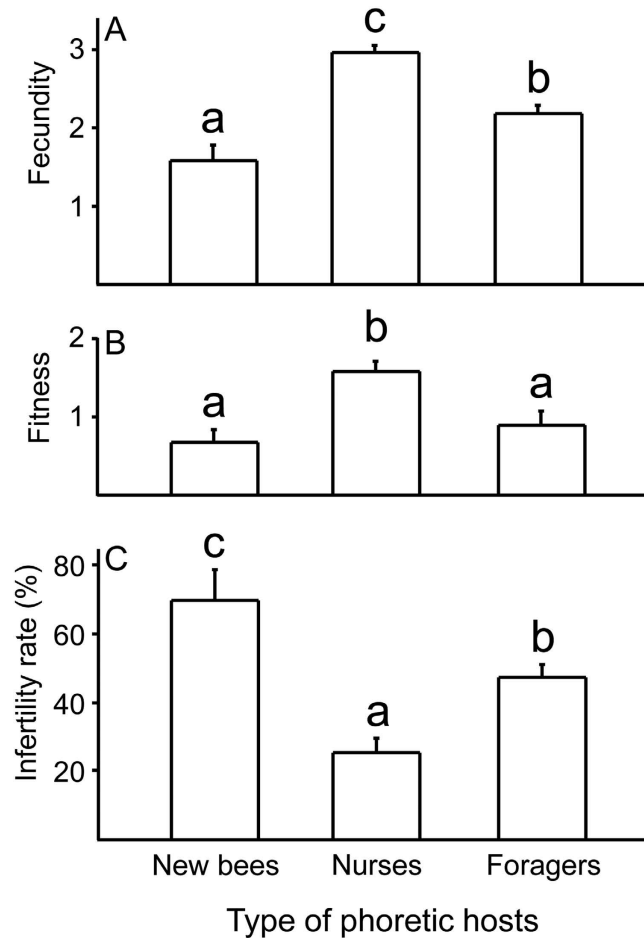 A
Fecundity
3
2
1
a
c
b
B
Fitness
2
1
a
b
a
C
Infertility rate (%)
80
60
40
20
c
a
b
New bees Nurses Foragers
Type of phoretic hosts